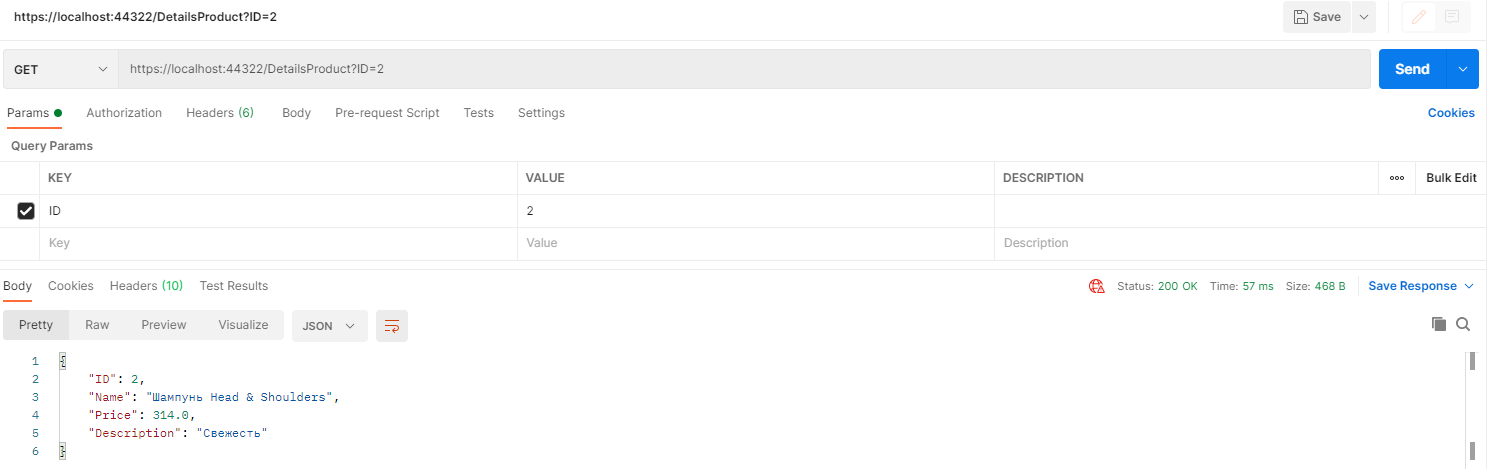 https://localhost:44322/DetailsProduct?ID=2 Save
GET https://localhost:44322/DetailsProduct?ID=2 Send
Params Authorization Headers (6) Body Pre-request Script Tests Settings Cookies
Query Params
KEY VALUE DESCRIPTION ooo Bulk Edit
ID 2
Key Value Description
Body Cookies Headers (10) Test Results Status: 200 OK Time: 57 ms Size: 468 B Save Response
Pretty Raw Preview Visualize JSON
1 {
2 "ID": 2,
3 "Name": "Шампунь Head & Shoulders",
4 "Price": 314.0,
5 "Description": "Свежесть"
6 }